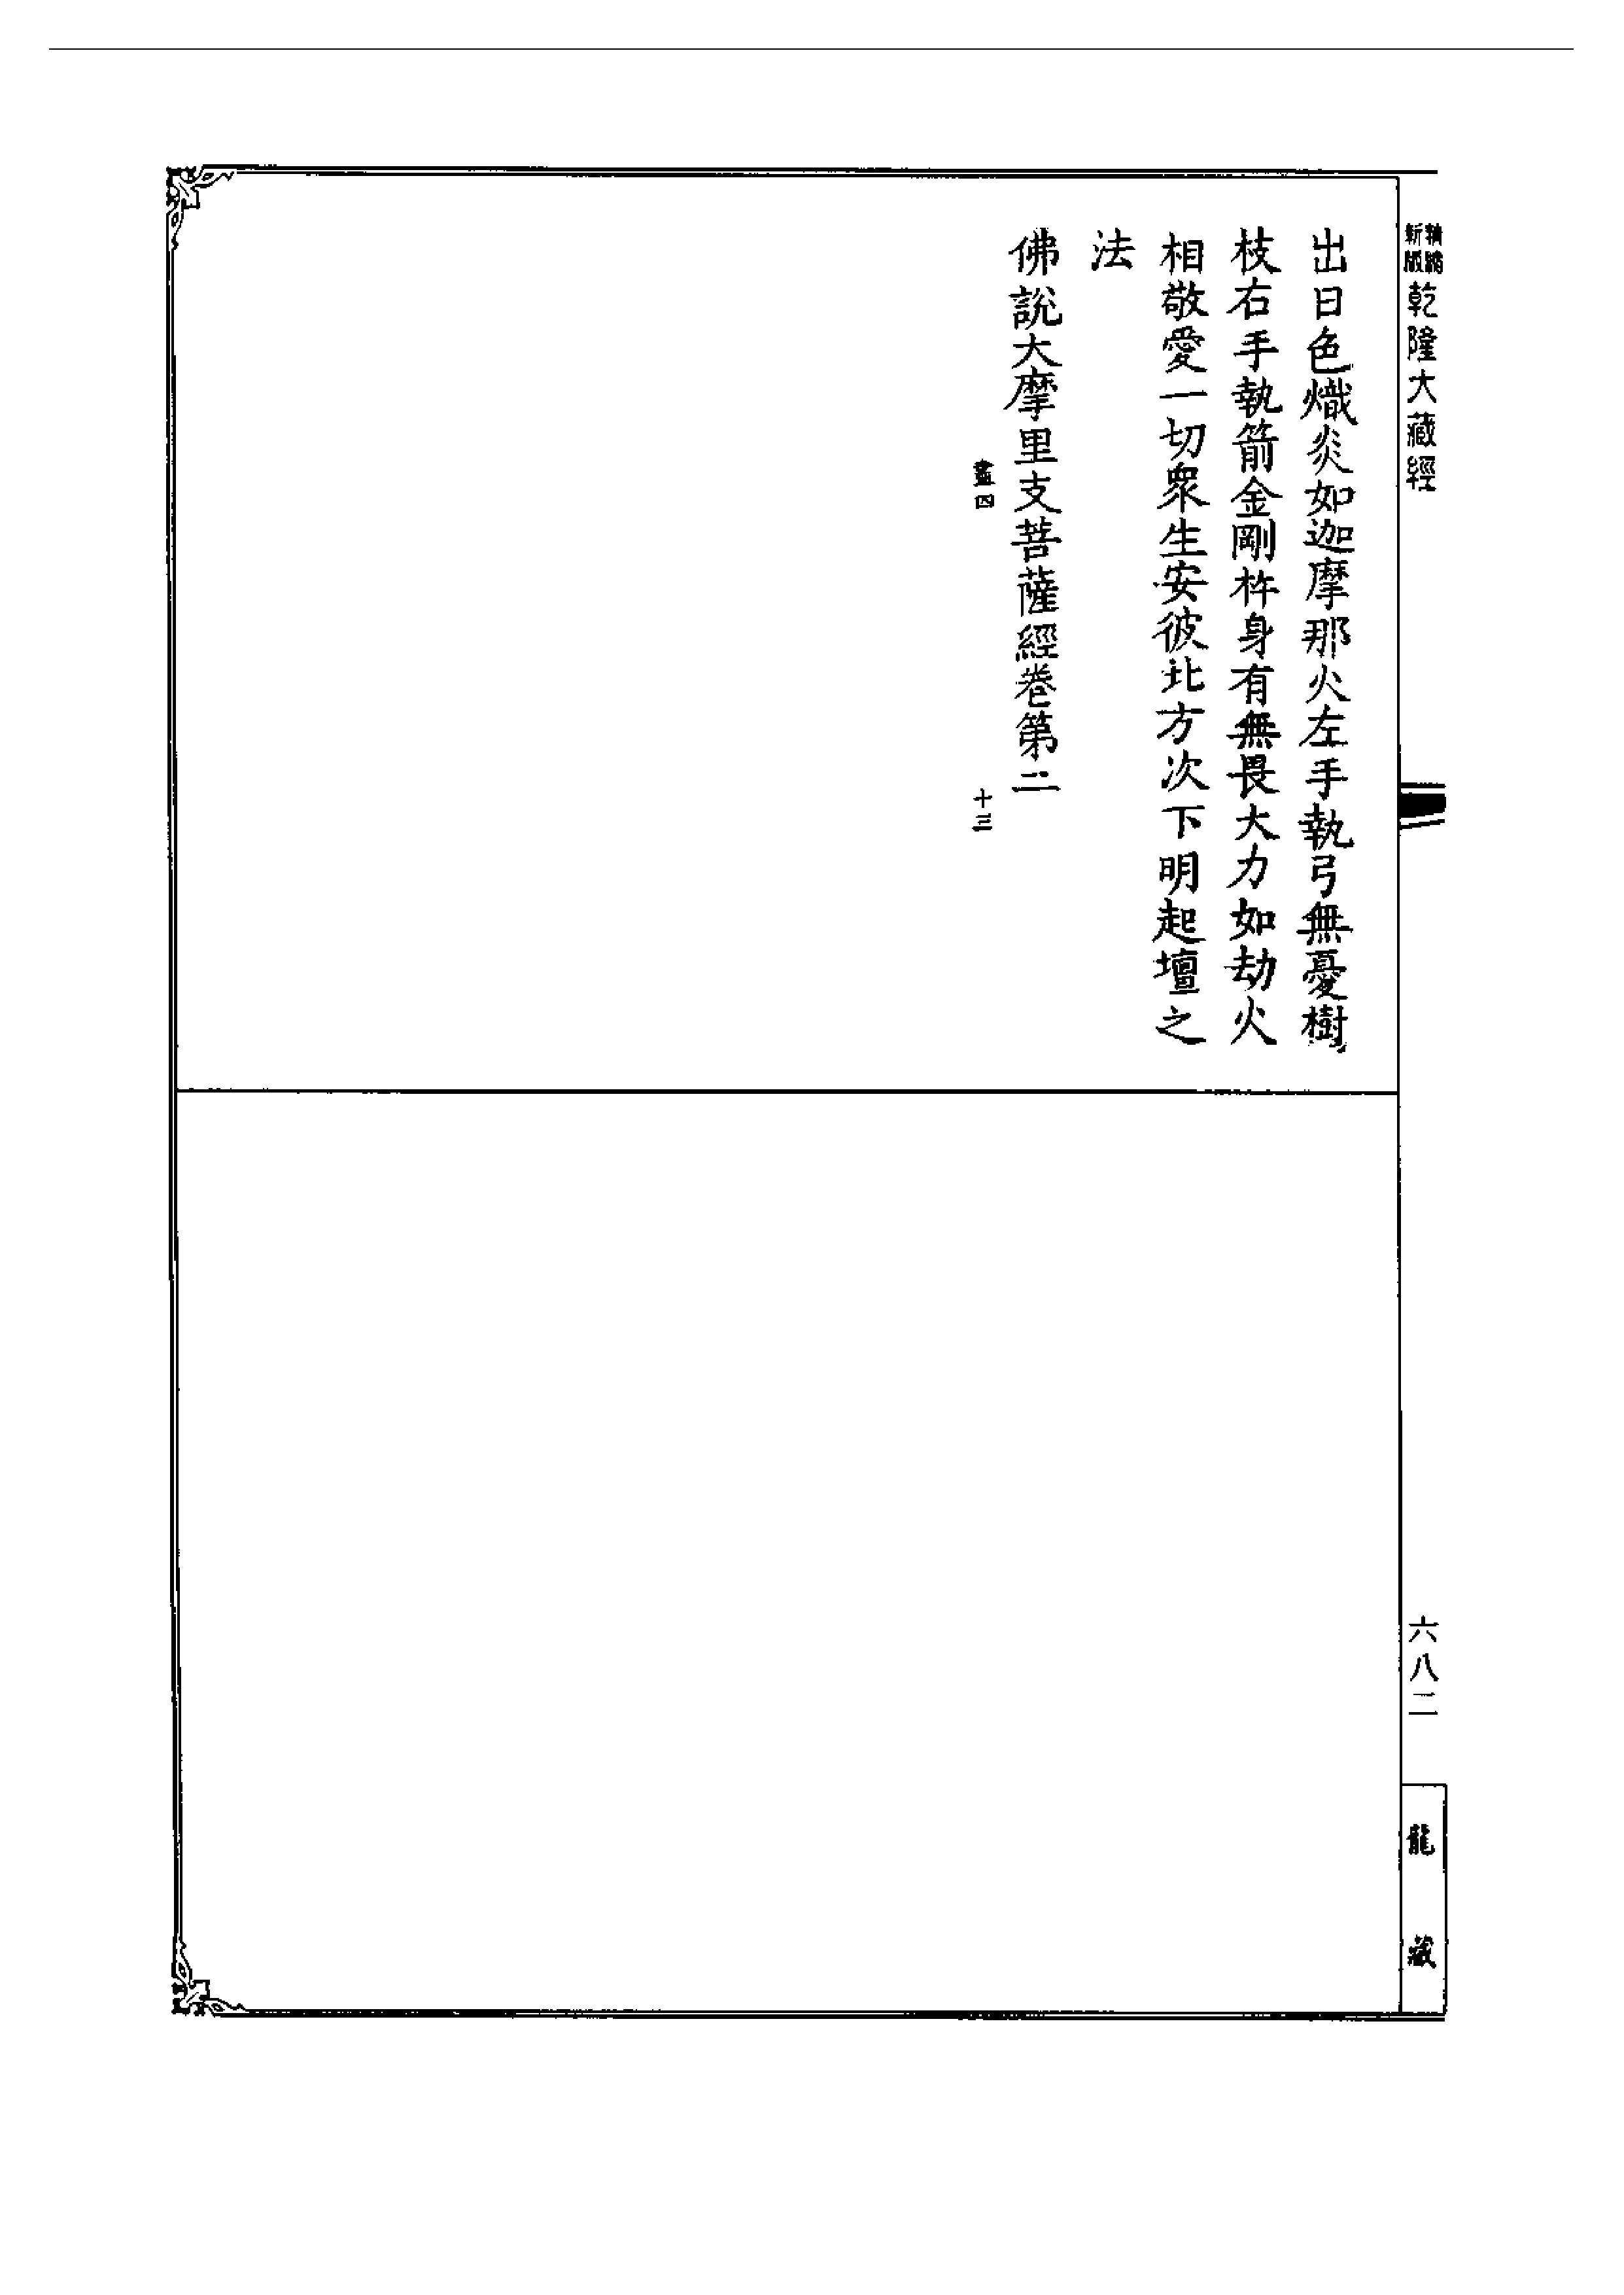 精縮新版乾隆大藏經
出日色熾炎如迦摩那火左手執弓無憂樹
枝右手執箭金剛杵身有無畏大力如劫火
相敬愛一切眾生安彼北方次下明起壇之
法
佛說大摩里支菩薩經卷第二
畫四
十三
六八二
龍藏